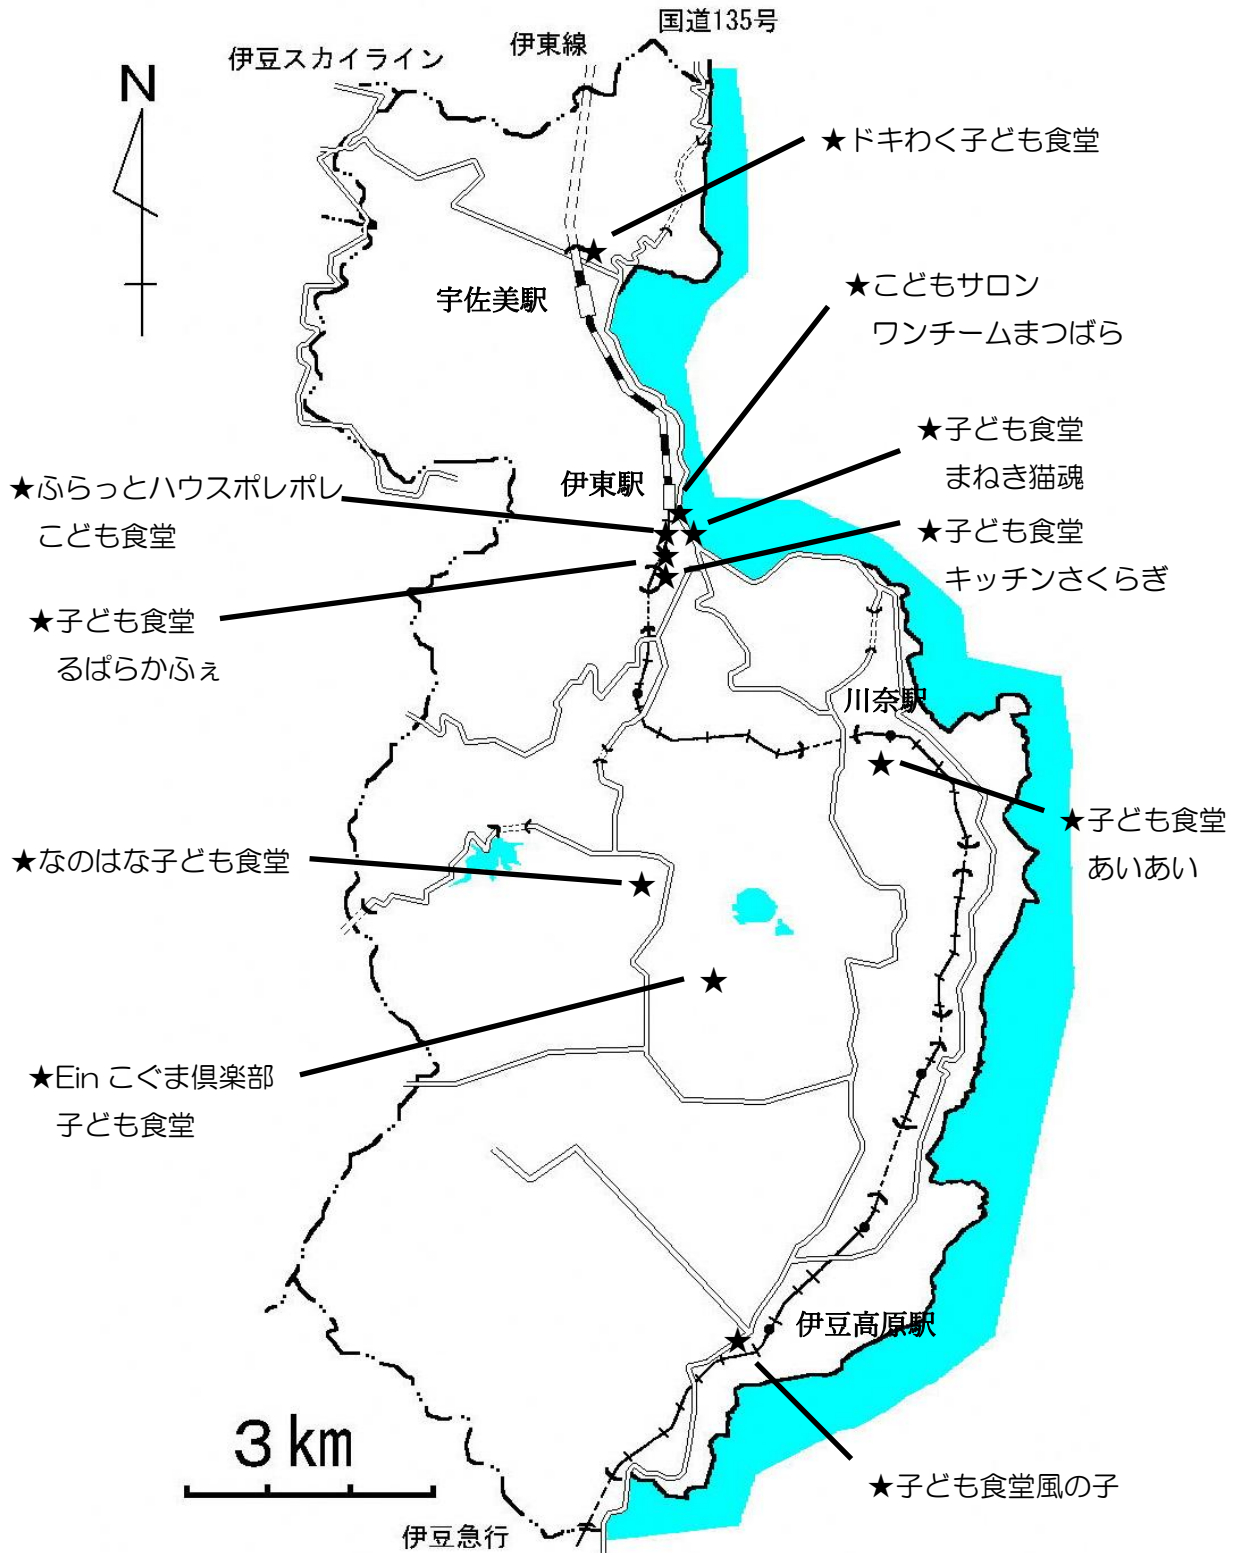 国道135号
伊東線
伊豆スカイライン
N
★ドキわく子ども食堂
★こどもサロン
ワンチームまつばら
宇佐美駅
★子ども食堂
まねき猫魂
伊東駅
★ふらっとハウスポレポレ
こども食堂
★子ども食堂
キッチンさくらぎ
★子ども食堂
るぱらかふぇ
川奈駅
★子ども食堂
あいあい
★なのはな子ども食堂
★Ein こぐま倶楽部
子ども食堂
伊豆高原駅
3km
★子ども食堂風の子
伊豆急行